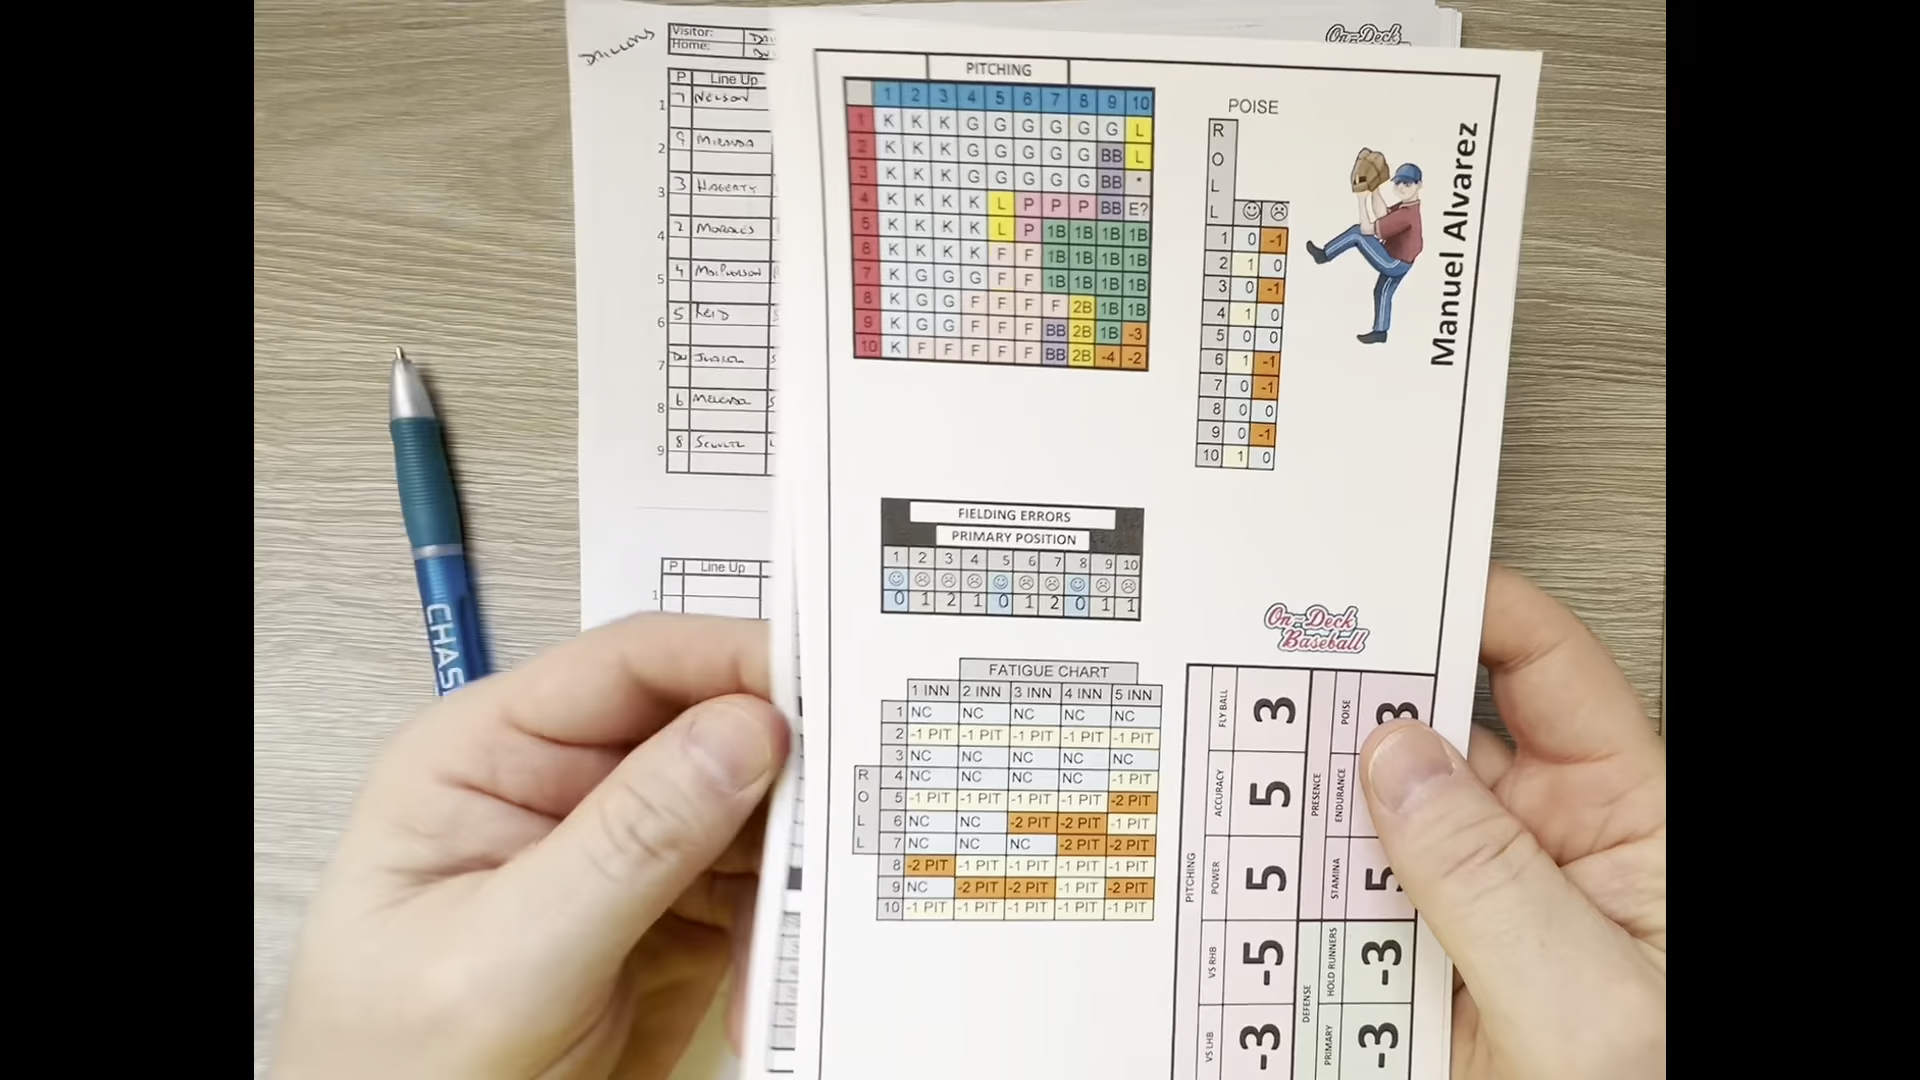 Visitor:
Home:
On-Deck
P Line Up
1 7 NELSON
2 9 MIRANDA
3 3 HAGERTY
4 2 MORALES
5 4
6 5 REID
7
8 6
9 8 SCHULTZ
P Line Up
1
PITCHING
1 2 3 4 5 6 7 8 9 10
1 K K K G G G G G G L
2 K K K G G G G G BB L
3 K K K G G G G G BB *
4 K K K K L P P P BB E?
5 K K K K L P 1B 1B 1B 1B
6 K K K K F F 1B 1B 1B 1B
7 K G G G F F 1B 1B 1B 1B
8 K G G F F F F 2B 1B 1B
9 K G G F F F BB 2B 1B -3
10 K F F F F F BB 2B -4 -2
POISE
ROLL
☺ ☹
1 0 -1
2 1 0
3 0 -1
4 1 0
5 0 0
6 1 -1
7 0 -1
8 0 0
9 0 -1
10 1 0
Manuel Alvarez
FIELDING ERRORS
PRIMARY POSITION
1 2 3 4 5 6 7 8 9 10
☺ ☹ ☹ ☹ ☺ ☹ ☹ ☺ ☹ ☹
0 1 2 1 0 1 2 0 1 1
On-Deck
Baseball
FATIGUE CHART
1 INN 2 INN 3 INN 4 INN 5 INN
ROLL
1 NC NC NC NC NC
2 -1 PIT -1 PIT -1 PIT -1 PIT -1 PIT
3 NC NC NC NC NC
4 NC NC NC NC -1 PIT
5 -1 PIT -1 PIT -1 PIT -1 PIT -2 PIT
6 NC NC -2 PIT -2 PIT -1 PIT
7 NC NC NC -2 PIT -2 PIT
8 -2 PIT -1 PIT -1 PIT -1 PIT -1 PIT
9 NC -2 PIT -2 PIT -1 PIT -2 PIT
10 -1 PIT -1 PIT -1 PIT -1 PIT -1 PIT
PITCHING
VS LHB VS RHB POWER ACCURACY FLY BALL
-3 -5 5 5 3
DEFENSE PRESENCE
PRIMARY HOLD RUNNERS STAMINA ENDURANCE POISE
-3 -3 5
CHAS